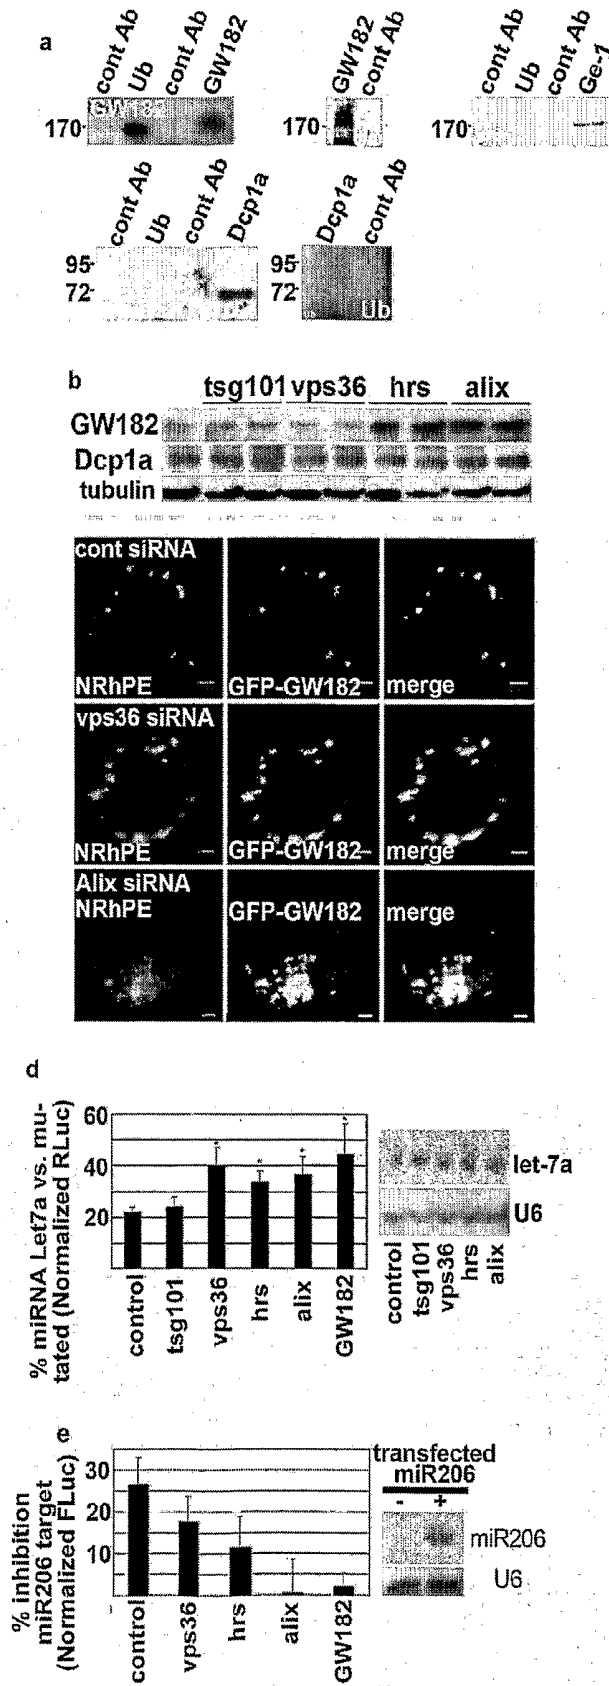 a
cont Ab
Ub
cont Ab
GW182
GW182
cont Ab
cont Ab
Ub
cont Ab
Ge-1
GW182
170
170
170
cont Ab
Ub
cont Ab
Dcp1a
Dcp1a
cont Ab
95
72
95
72
Ub
b
tsg101 vps36 hrs alix
GW182
Dcp1a
tubulin
cont siRNA
NRhPE GFP-GW182 merge
vps36 siRNA
NRhPE GFP-GW182 merge
Alix siRNA
NRhPE GFP-GW182 merge
d
% miRNA Let7a vs. mu-
tated (Normalized RLuc)
60
40
20
* * * *
control
tsg101
vps36
hrs
alix
GW182
let-7a
U6
control
tsg101
vps36
hrs
alix
e
% inhibition
miR206 target
(Normalized FLuc)
30
20
10
control
vps36
hrs
alix
GW182
transfected
miR206
- +
miR206
U6